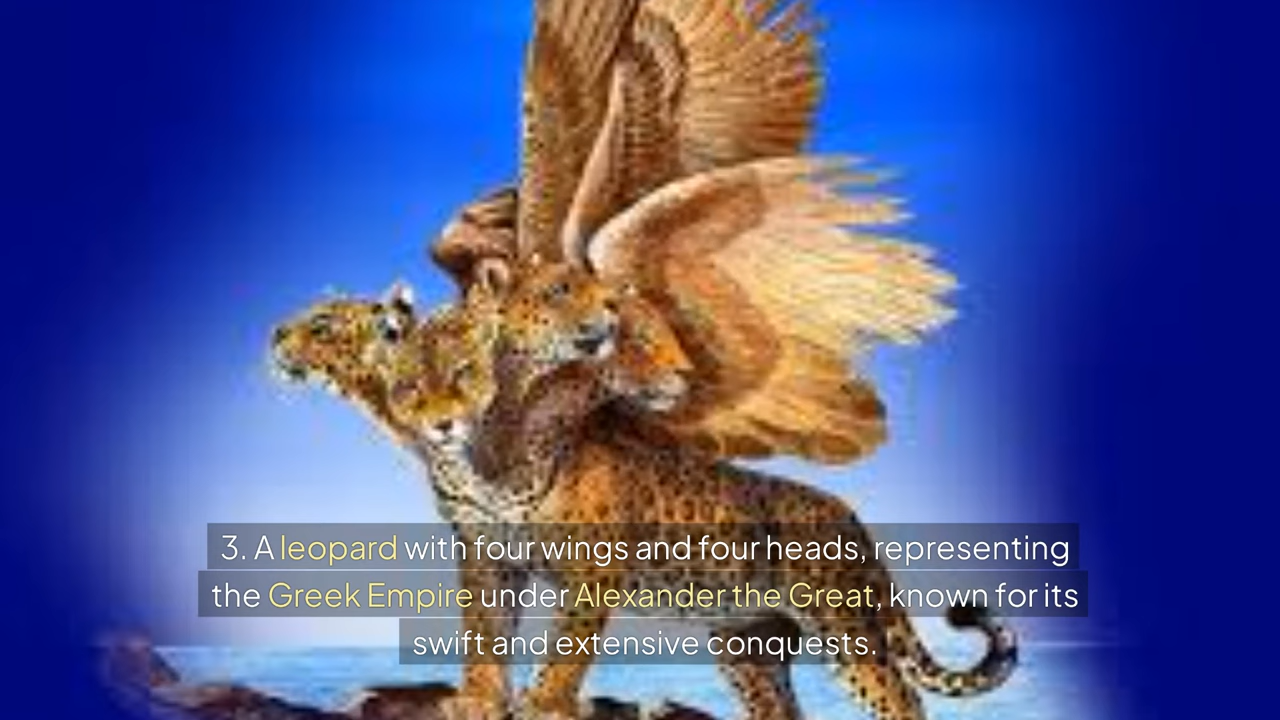 3. A leopard with four wings and four heads, representing
the Greek Empire under Alexander the Great, known for its
swift and extensive conquests.